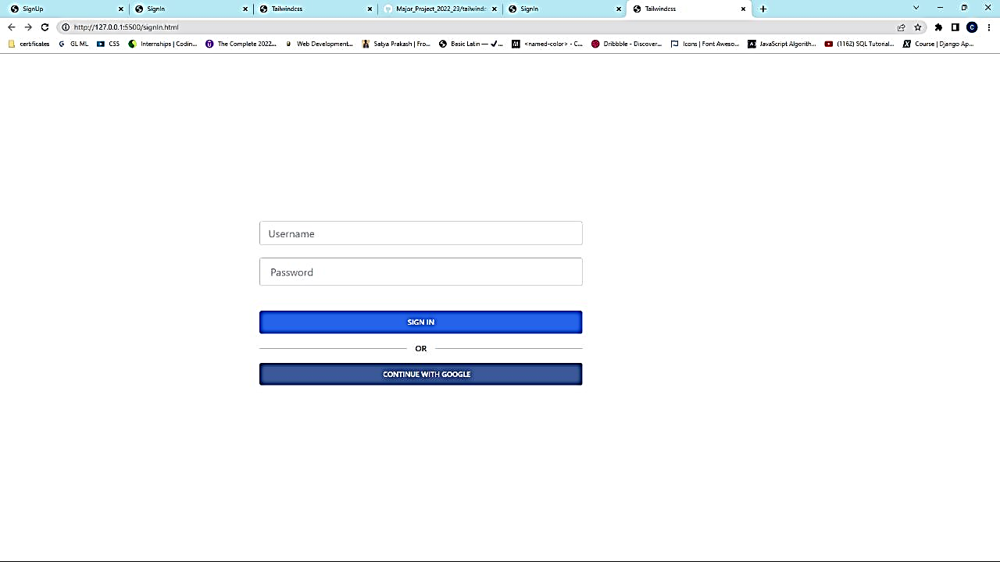 SignUp SignIn Tailwindcss Major_Project_2022_23/tailwindc SignIn Tailwindcss
http://127.0.0.1:5500/signIn.html C
certificates GL ML CSS Internships | Codin... The Complete 2022... Web Development... Satya Prakash | Fro... Basic Latin — ✓... <named-color> - C... Dribbble - Discover... Icons | Font Aweso... JavaScript Algorith... (1162) SQL Tutorial... Course | Django Ap...
Username
Password
SIGN IN
OR
CONTINUE WITH GOOGLE